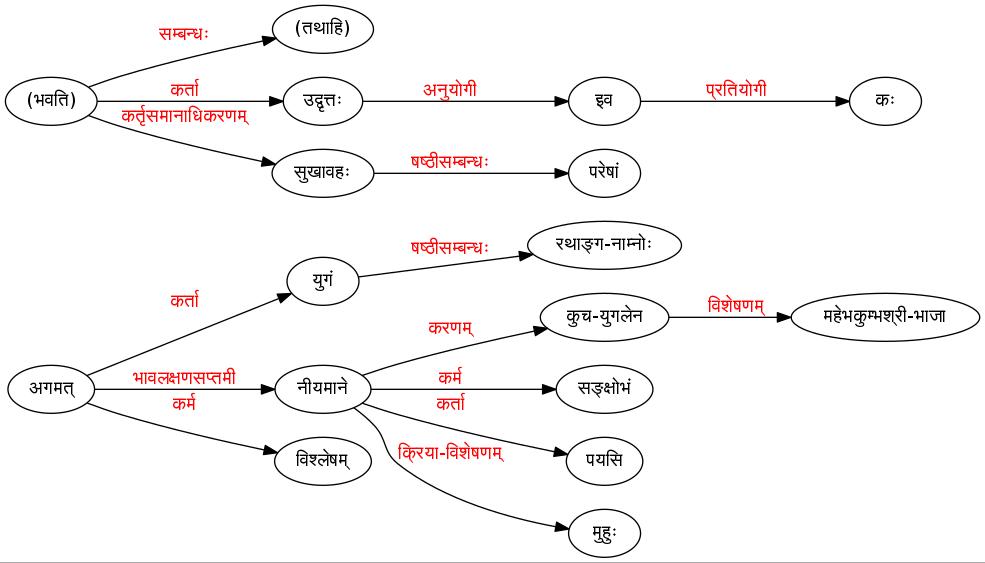 सम्बन्धः
(तथाहि)
(भवति)
कर्ता
उद्वृत्तः
अनुयोगी
इव
प्रतियोगी
कः
कर्तृसमानाधिकरणम्
सुखावहः
षष्ठीसम्बन्धः
परेषां
युगं
षष्ठीसम्बन्धः
रथाङ्ग-नाम्नोः
कर्ता
करणम्
कुच-युगलेन
विशेषणम्
महेभकुम्भश्री-भाजा
अगमत्
भावलक्षणसप्तमी
नीयमाने
कर्म
सङ्क्षोभं
कर्म
कर्ता
विश्लेषम्
क्रिया-विशेषणम्
पयसि
मुहुः